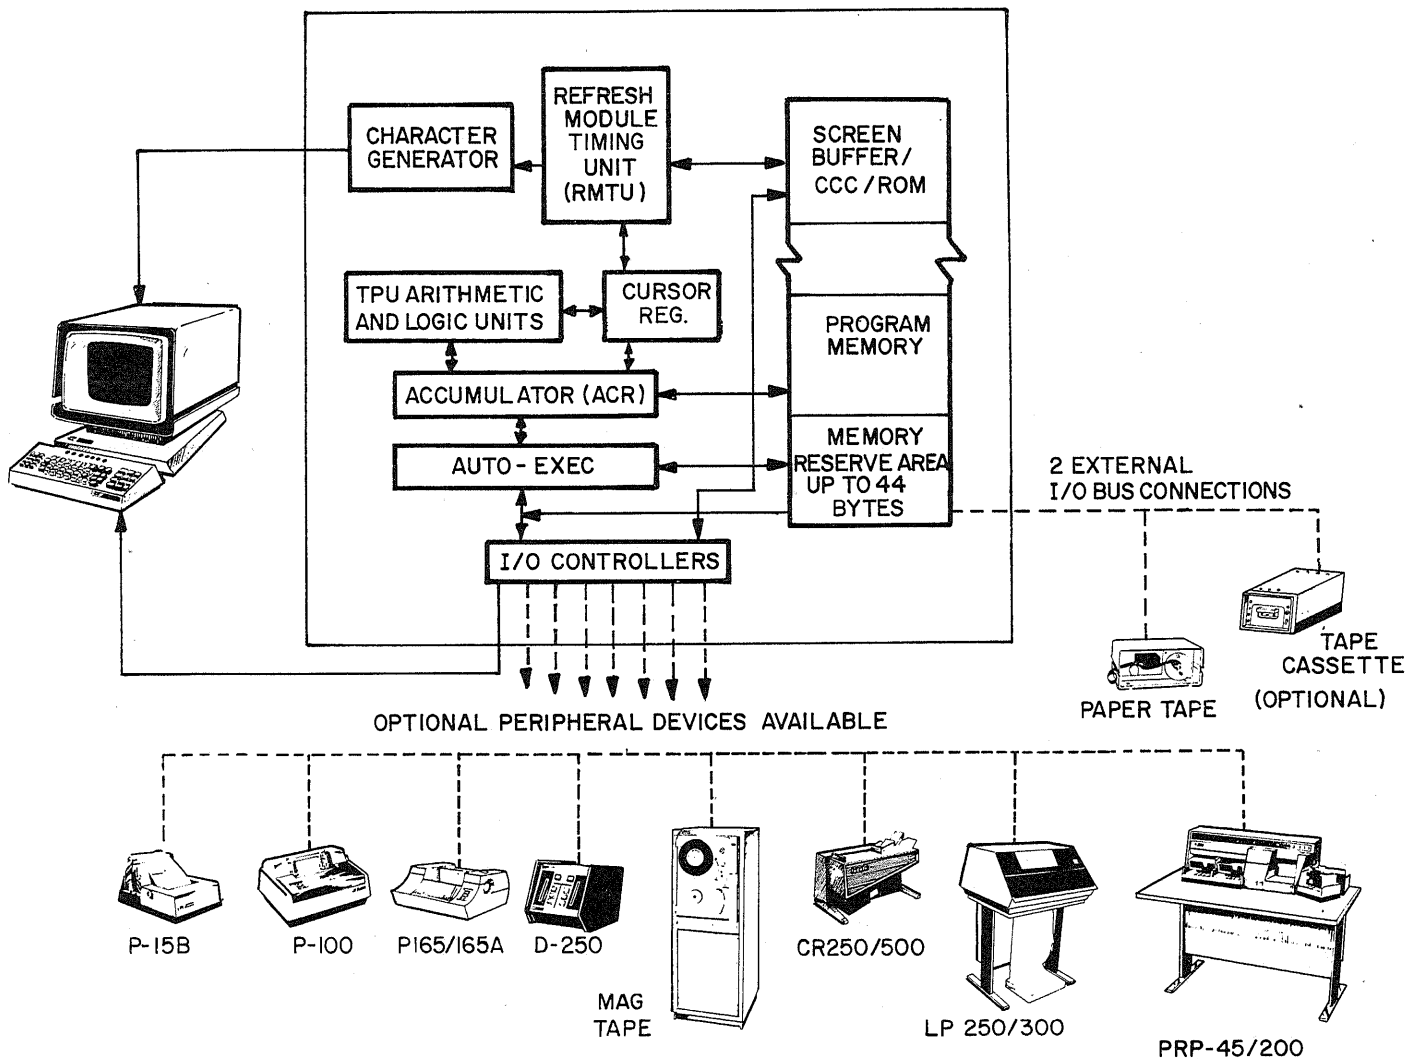 CHARACTER
GENERATOR
REFRESH
MODULE
TIMING
UNIT
(RMTU)
SCREEN
BUFFER/
CCC/ROM
TPU ARITHMETIC
AND LOGIC UNITS
CURSOR
REG.
PROGRAM
MEMORY
ACCUMULATOR (ACR)
AUTO-EXEC
MEMORY
RESERVE AREA
UP TO 44
BYTES
2 EXTERNAL
I/O BUS CONNECTIONS
I/O CONTROLLERS
TAPE
CASSETTE
(OPTIONAL)
PAPER TAPE
OPTIONAL PERIPHERAL DEVICES AVAILABLE
P-15B
P-100
P165/165A
D-250
MAG
TAPE
CR250/500
LP 250/300
PRP-45/200